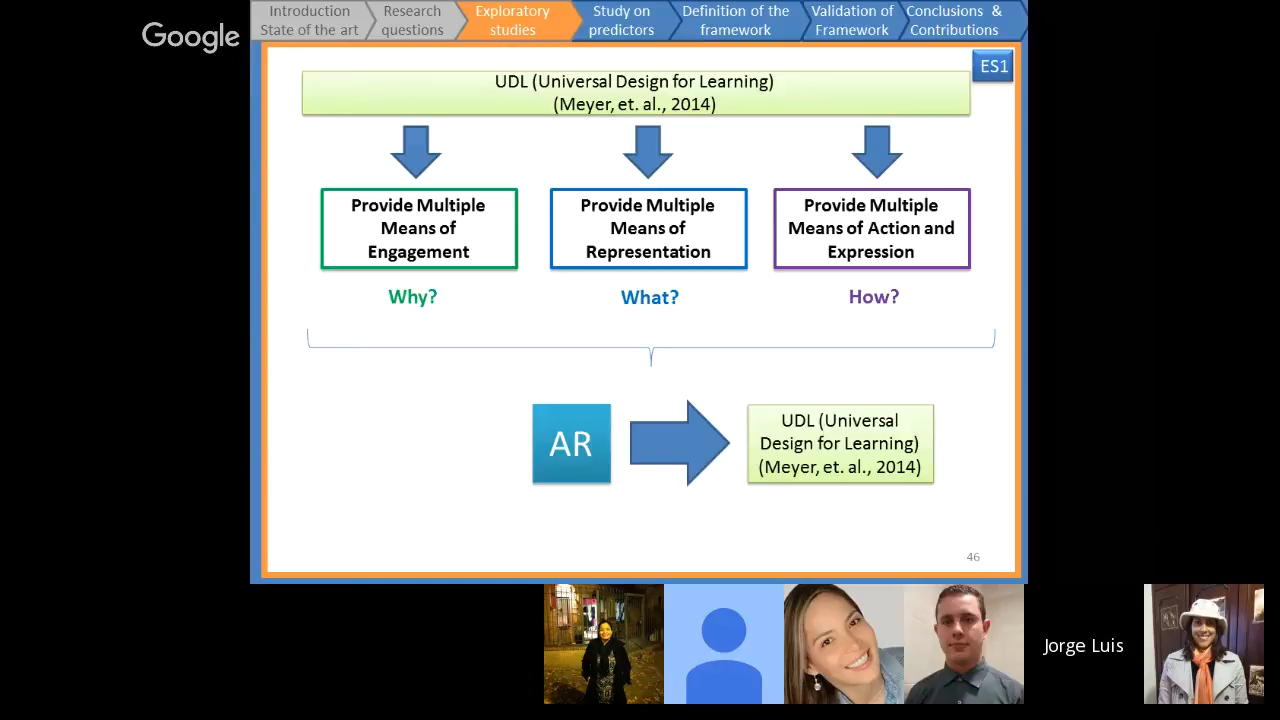 Google
Introduction
State of the art
Research
questions
Exploratory
studies
Study on
predictors
Definition of the
framework
Validation of
Framework
Conclusions &
Contributions
ES1
UDL (Universal Design for Learning)
(Meyer, et. al., 2014)
Provide Multiple
Means of
Engagement
Provide Multiple
Means of
Representation
Provide Multiple
Means of Action and
Expression
Why?
What?
How?
AR
UDL (Universal
Design for Learning)
(Meyer, et. al., 2014)
46
Jorge Luis